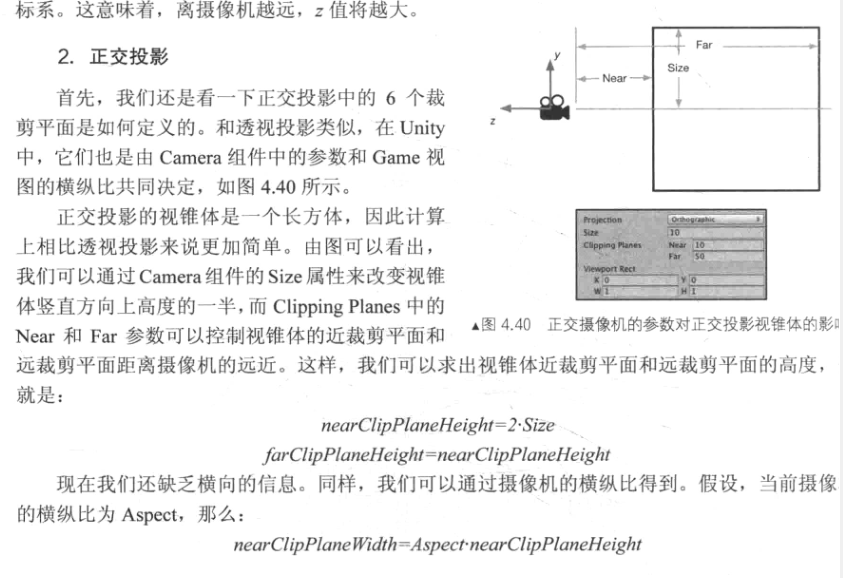 标系。这意味着，离摄像机越远，z 值将越大。
2. 正交投影
首先，我们还是看一下正交投影中的 6 个裁
剪平面是如何定义的。和透视投影类似，在 Unity
中，它们也是由 Camera 组件中的参数和 Game 视
图的横纵比共同决定，如图 4.40 所示。
正交投影的视锥体是一个长方体，因此计算
上相比透视投影来说更加简单。由图可以看出，
我们可以通过 Camera 组件的 Size 属性来改变视锥
体竖直方向上高度的一半，而 Clipping Planes 中的
Near 和 Far 参数可以控制视锥体的近裁剪平面和
y
z
Near
Far
Size
Projection Orthographic
Size 10
Clipping Planes Near 10
Far 50
Viewport Rect
X 0 Y 0
W 1 H 1
▲图 4.40 正交摄像机的参数对正交投影视锥体的影
远裁剪平面距离摄像机的远近。这样，我们可以求出视锥体近裁剪平面和远裁剪平面的高度，
就是：
nearClipPlaneHeight=2·Size
farClipPlaneHeight=nearClipPlaneHeight
现在我们还缺乏横向的信息。同样，我们可以通过摄像机的横纵比得到。假设，当前摄像
的横纵比为 Aspect，那么：
nearClipPlaneWidth=Aspect·nearClipPlaneHeight